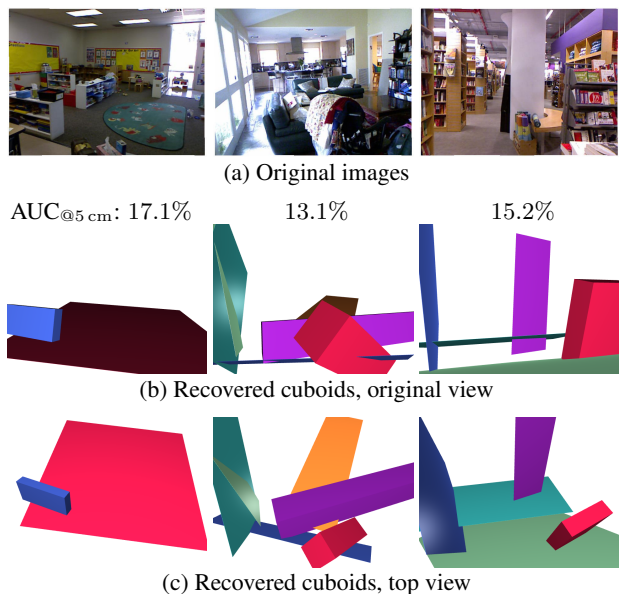 (a) Original images
AUC@5 cm: 17.1% 13.1% 15.2%
(b) Recovered cuboids, original view
(c) Recovered cuboids, top view